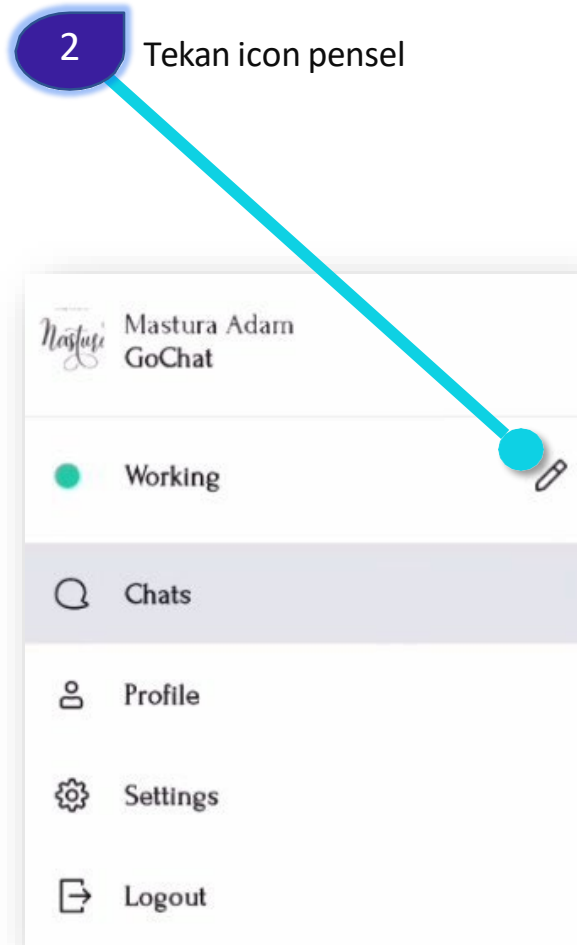 2
Tekan icon pensel
Mastura Adam
GoChat
Working
Chats
Profile
Settings
Logout